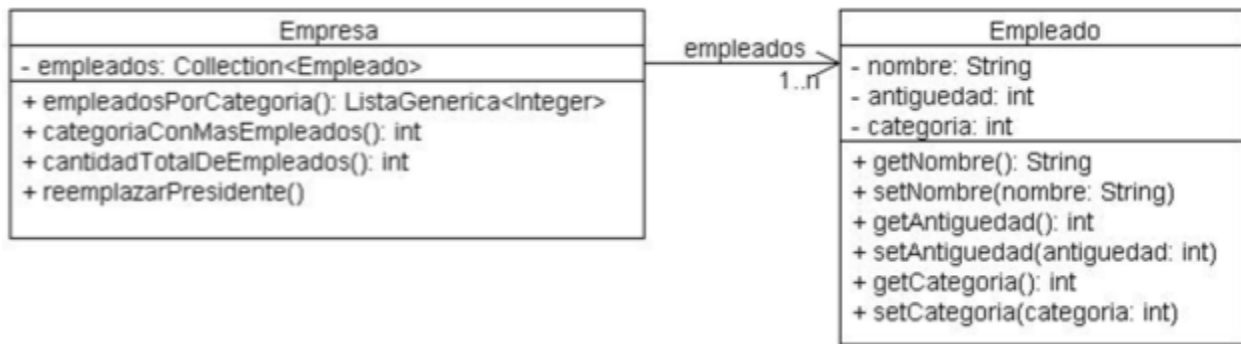 Empresa
- empleados: Collection<Empleado>
+ empleadosPorCategoria(): ListaGenerica<Integer>
+ categoriaConMasEmpleados(): int
+ cantidadTotalDeEmpleados(): int
+ reemplazarPresidente()
empleados
1..n
Empleado
- nombre: String
- antiguedad: int
- categoria: int
+ getNombre(): String
+ setNombre(nombre: String)
+ getAntiguedad(): int
+ setAntiguedad(antiguedad: int)
+ getCategoria(): int
+ setCategoria(categoria: int)